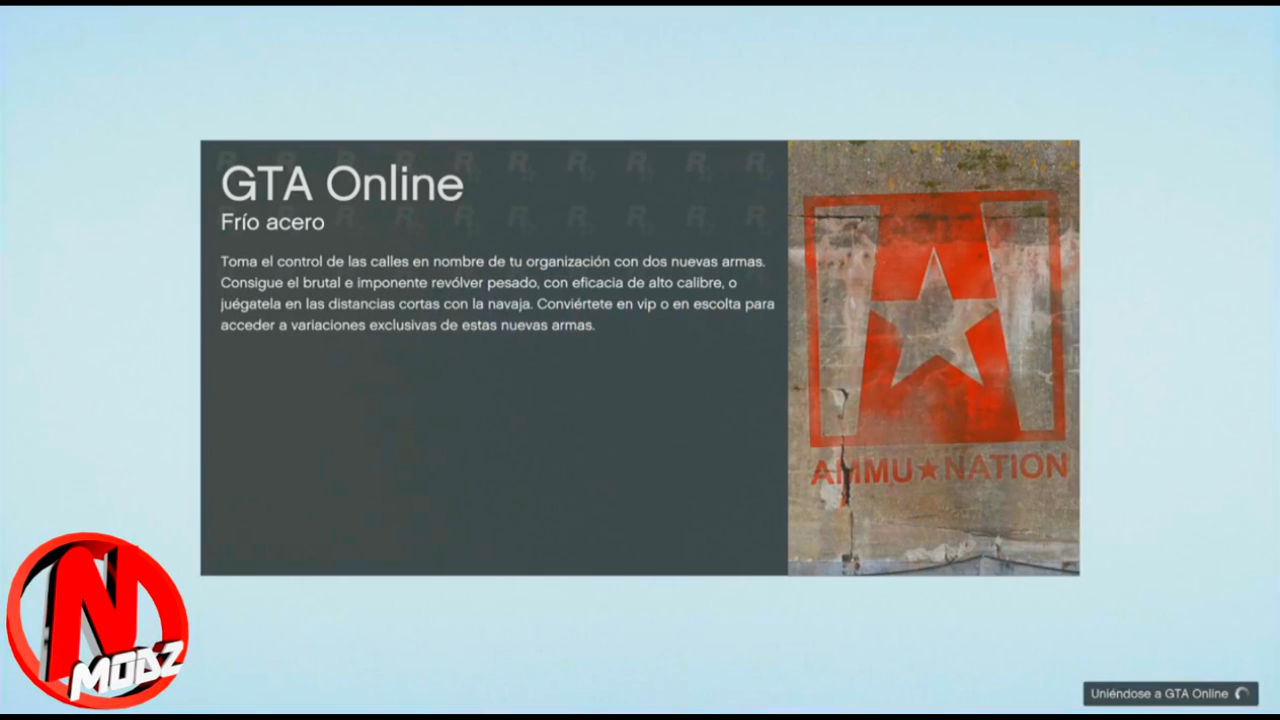 GTA Online
Frío acero
Toma el control de las calles en nombre de tu organización con dos nuevas armas.
Consigue el brutal e imponente revólver pesado, con eficacia de alto calibre, o
juégatela en las distancias cortas con la navaja. Conviértete en vip o en escolta para
acceder a variaciones exclusivas de estas nuevas armas.
AMMU★NATION
N
MODZ
Uniéndose a GTA Online